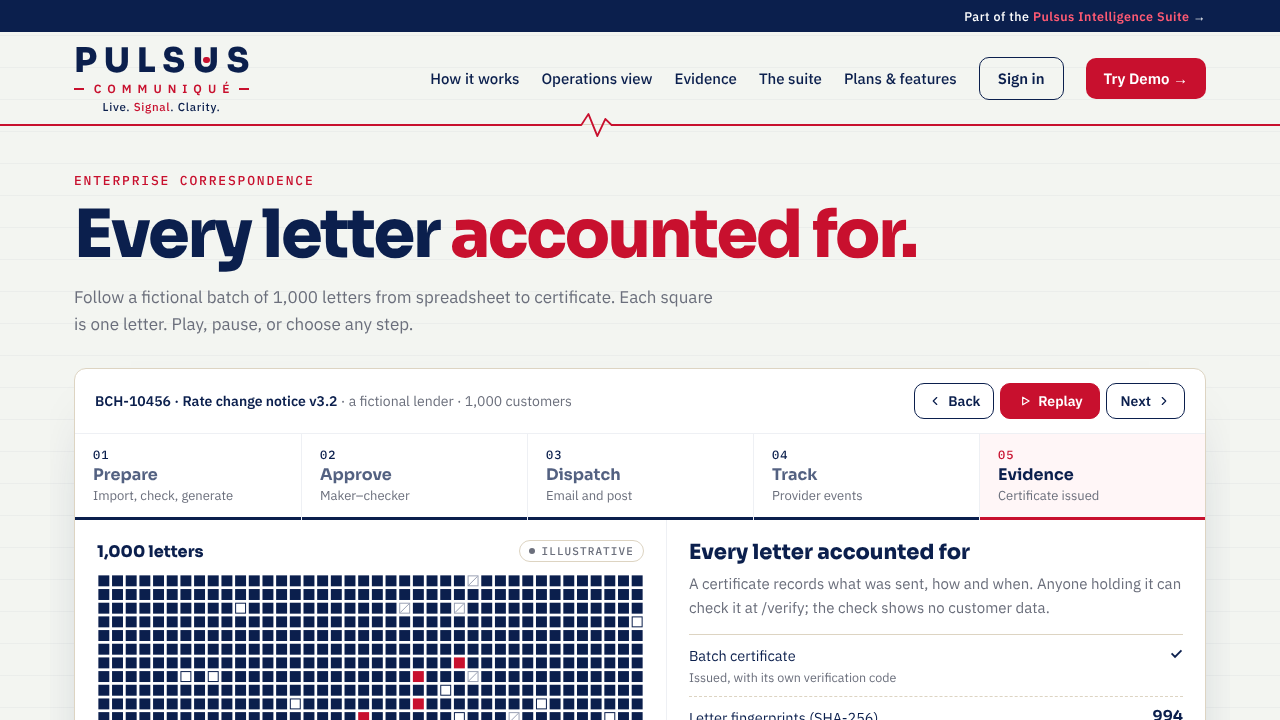 Part of the Pulsus Intelligence Suite →
PULSUS
COMMUNIQUÉ
Live. Signal. Clarity.
How it works
Operations view
Evidence
The suite
Plans & features
Sign in
Try Demo →
ENTERPRISE CORRESPONDENCE
Every letter accounted for.
Follow a fictional batch of 1,000 letters from spreadsheet to certificate. Each square
is one letter. Play, pause, or choose any step.
BCH-10456 · Rate change notice v3.2 · a fictional lender · 1,000 customers
Back
Replay
Next
01
Prepare
Import, check, generate
02
Approve
Maker–checker
03
Dispatch
Email and post
04
Track
Provider events
05
Evidence
Certificate issued
1,000 letters
ILLUSTRATIVE
Every letter accounted for
A certificate records what was sent, how and when. Anyone holding it can
check it at /verify; the check shows no customer data.
Batch certificate
Issued, with its own verification code
Letter fingerprints (SHA-256)
994